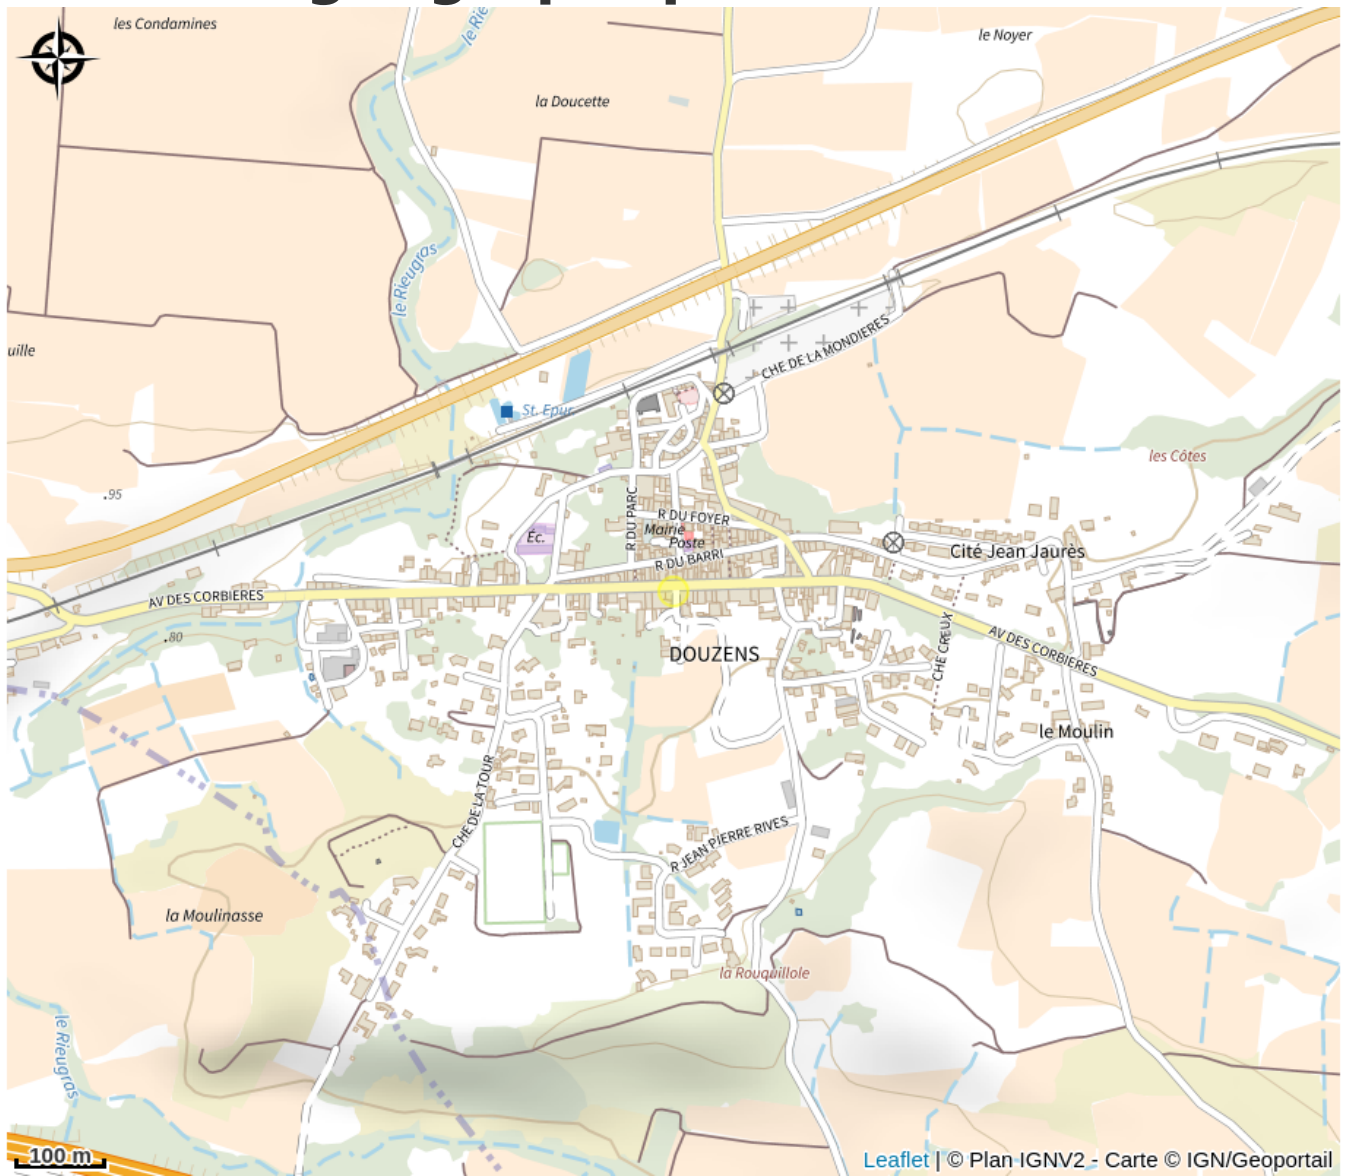 les Condamines
le Rie
le Noyer
la Doucette
le Rieugras
uille
CHE DE LA MONDIERES
St. Epur.
les Côtes
.95
R DU PARC
R DU FOYER
Mairie
Éc.
Poste
Cité Jean Jaurès
R DU BARRI
AV DES CORBIERES
.80
CHE CREUX
AV DES CORBIERES
DOUZENS
le Moulin
CHE DE LA TOUR
R JEAN PIERRE RIVES
la Moulinasse
la Rouquillole
le Rieugras
100 m
Leaflet | © Plan IGNV2 - Carte © IGN/Geoportail